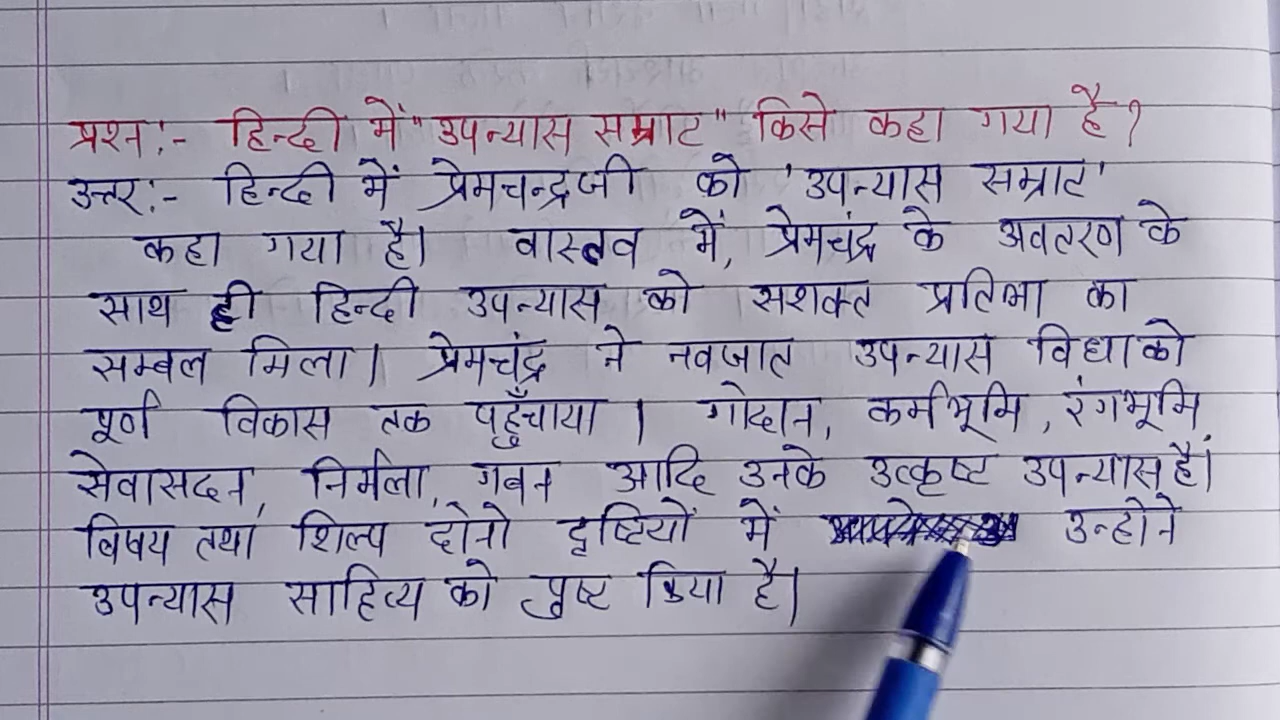 प्रश्न:- हिन्दी में "उपन्यास सम्राट" किसे कहा गया है?
उत्तर:- हिन्दी में प्रेमचन्द्रजी को 'उपन्यास सम्राट'
कहा गया है। वास्तव में, प्रेमचंद्र के अवतरण के
साथ ही हिन्दी उपन्यास को सशक्त प्रतिभा का
सम्बल मिला। प्रेमचंद्र ने नवजात उपन्यास विधा को
पूर्ण विकास तक पहुँचाया। गोदान, कर्मभूमि, रंगभूमि,
सेवासदन, निर्मला, गबन आदि उनके उत्कृष्ट उपन्यास हैं।
विषय तथा शिल्प दोनो दृष्टियों में उन्होने
उपन्यास साहित्य को पुष्ट किया है।